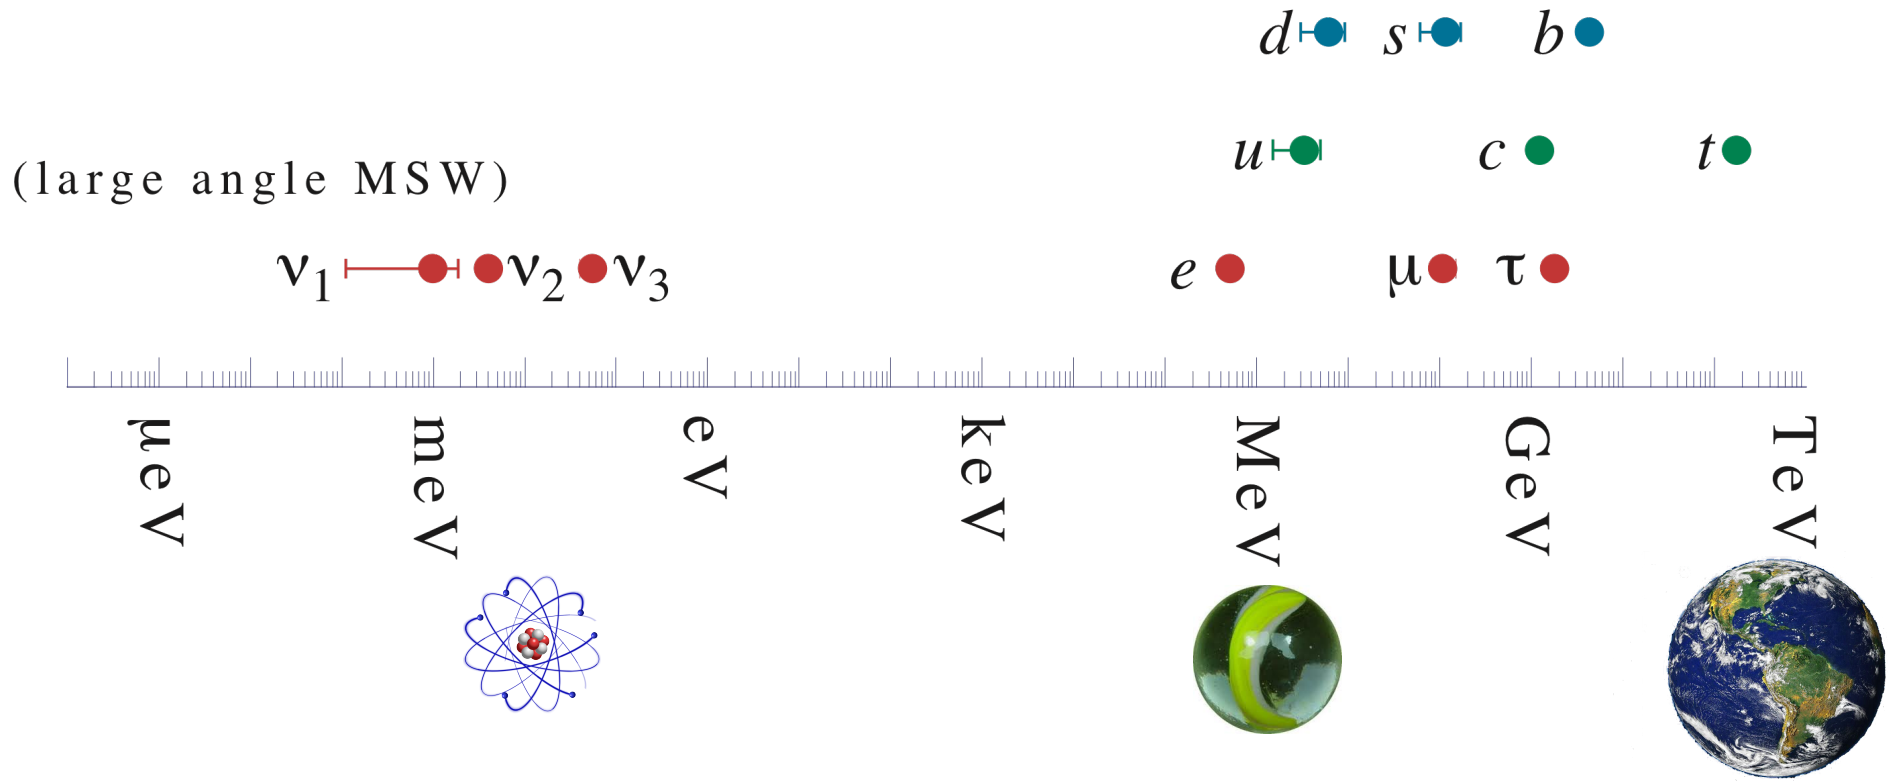 d s b
u c t
(large angle MSW)
ν1 ν2 ν3 e μ τ
μeV meV eV keV MeV GeV TeV